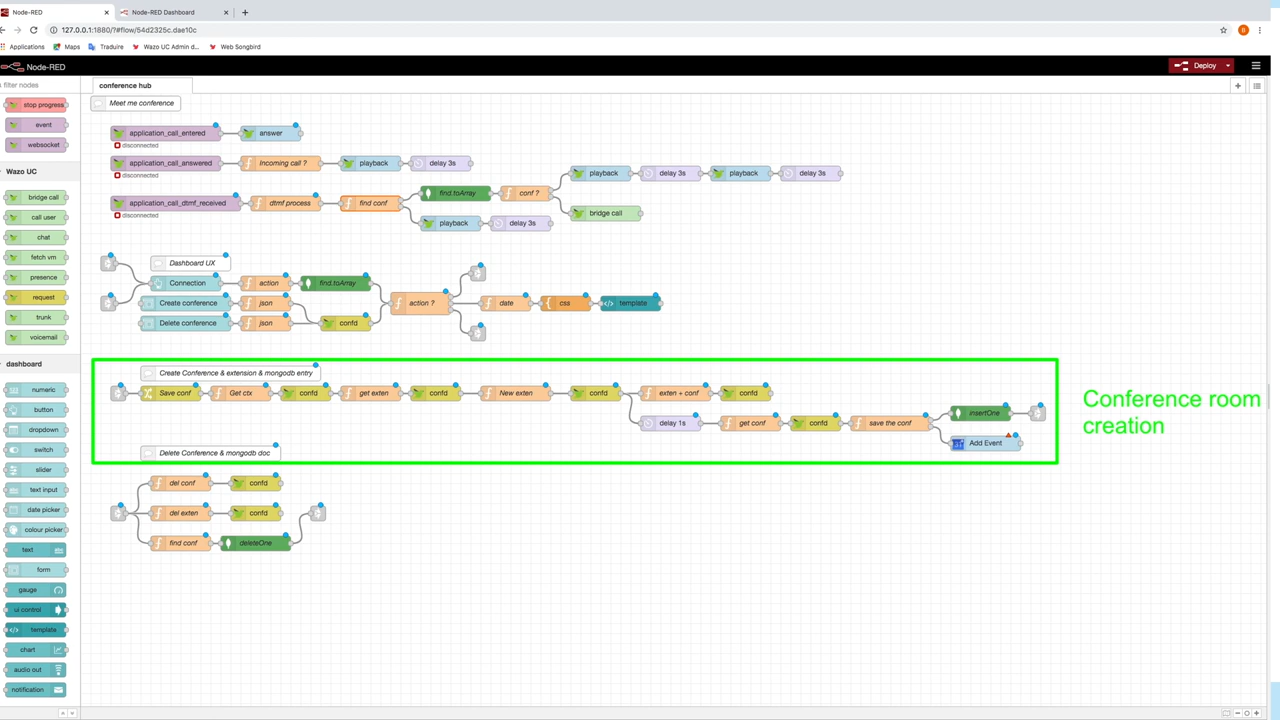 Node-RED
Node-RED Dashboard
127.0.0.1:1880/?#flow/54d2325c.dae10c
Applications
Maps
Traduire
Wazo UC Admin d...
Web Songbird
Node-RED
Deploy
filter nodes
stop progress
event
websocket
Wazo UC
bridge call
call user
chat
fetch vm
presence
request
trunk
voicemail
dashboard
numeric
button
dropdown
switch
slider
text input
date picker
colour picker
text
abc
form
gauge
ui control
template
chart
audio out
notification
conference hub
Meet me conference
application_call_entered
answer
disconnected
application_call_answered
Incoming call ?
playback
delay 3s
disconnected
playback
delay 3s
playback
delay 3s
find.toArray
conf ?
application_call_dtmf_received
dtmf process
find conf
bridge call
disconnected
playback
delay 3s
Dashboard UX
Connection
action
find.toArray
Create conference
json
action ?
date
css
template
Delete conference
json
confd
Create Conference & extension & mongodb entry
Save conf
Get ctx
confd
get exten
confd
New exten
confd
exten + conf
confd
delay 1s
get conf
confd
save the conf
insertOne
Add Event
Conference room
creation
Delete Conference & mongodb doc
del conf
confd
del exten
confd
find conf
deleteOne